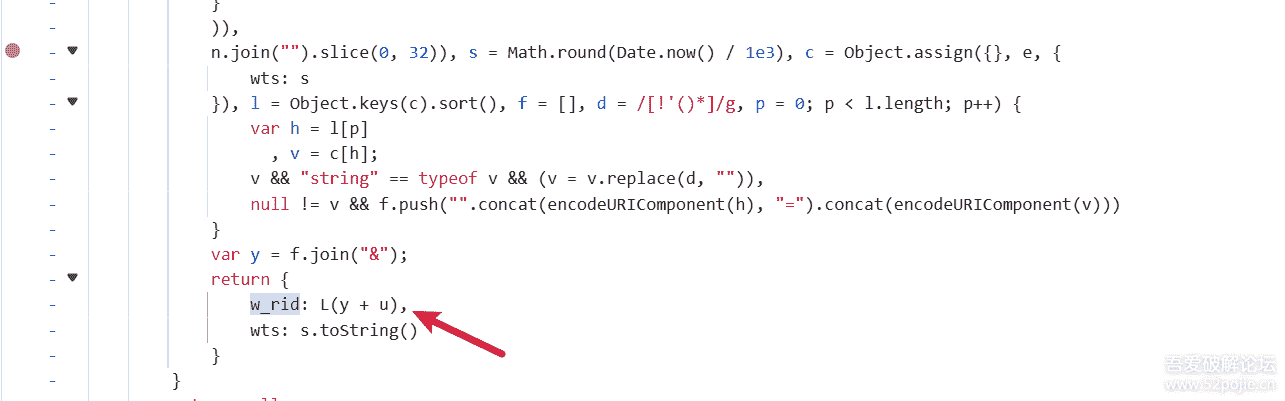 }
)),
n.join("").slice(0, 32)), s = Math.round(Date.now() / 1e3), c = Object.assign({}, e, {
wts: s
}), l = Object.keys(c).sort(), f = [], d = /[!'()*]/g, p = 0; p < l.length; p++) {
var h = l[p]
, v = c[h];
v && "string" == typeof v && (v = v.replace(d, "")),
null != v && f.push("".concat(encodeURIComponent(h), "=").concat(encodeURIComponent(v)))
}
var y = f.join("&");
return {
w_rid: L(y + u),
wts: s.toString()
}
}
吾爱破解论坛
www.52pojie.cn